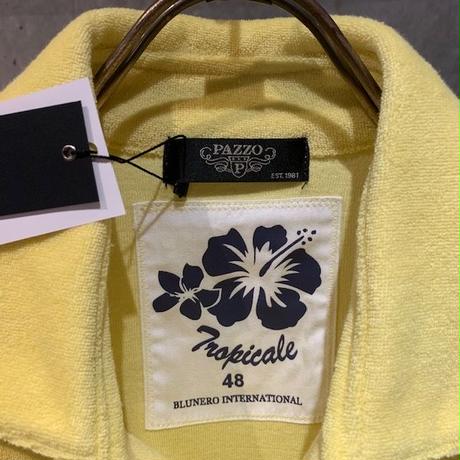 PAZZO
P
EST. 1981
Tropicale
48
BLUNERO INTERNATIONAL